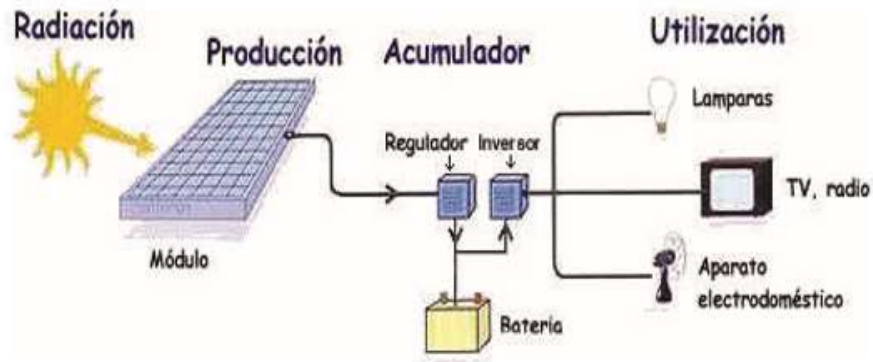 Radiación
Producción
Acumulador
Utilización
Regulador
Inversor
Módulo
Bateria
Lamparas
TV, radio
Aparato
electrodoméstico